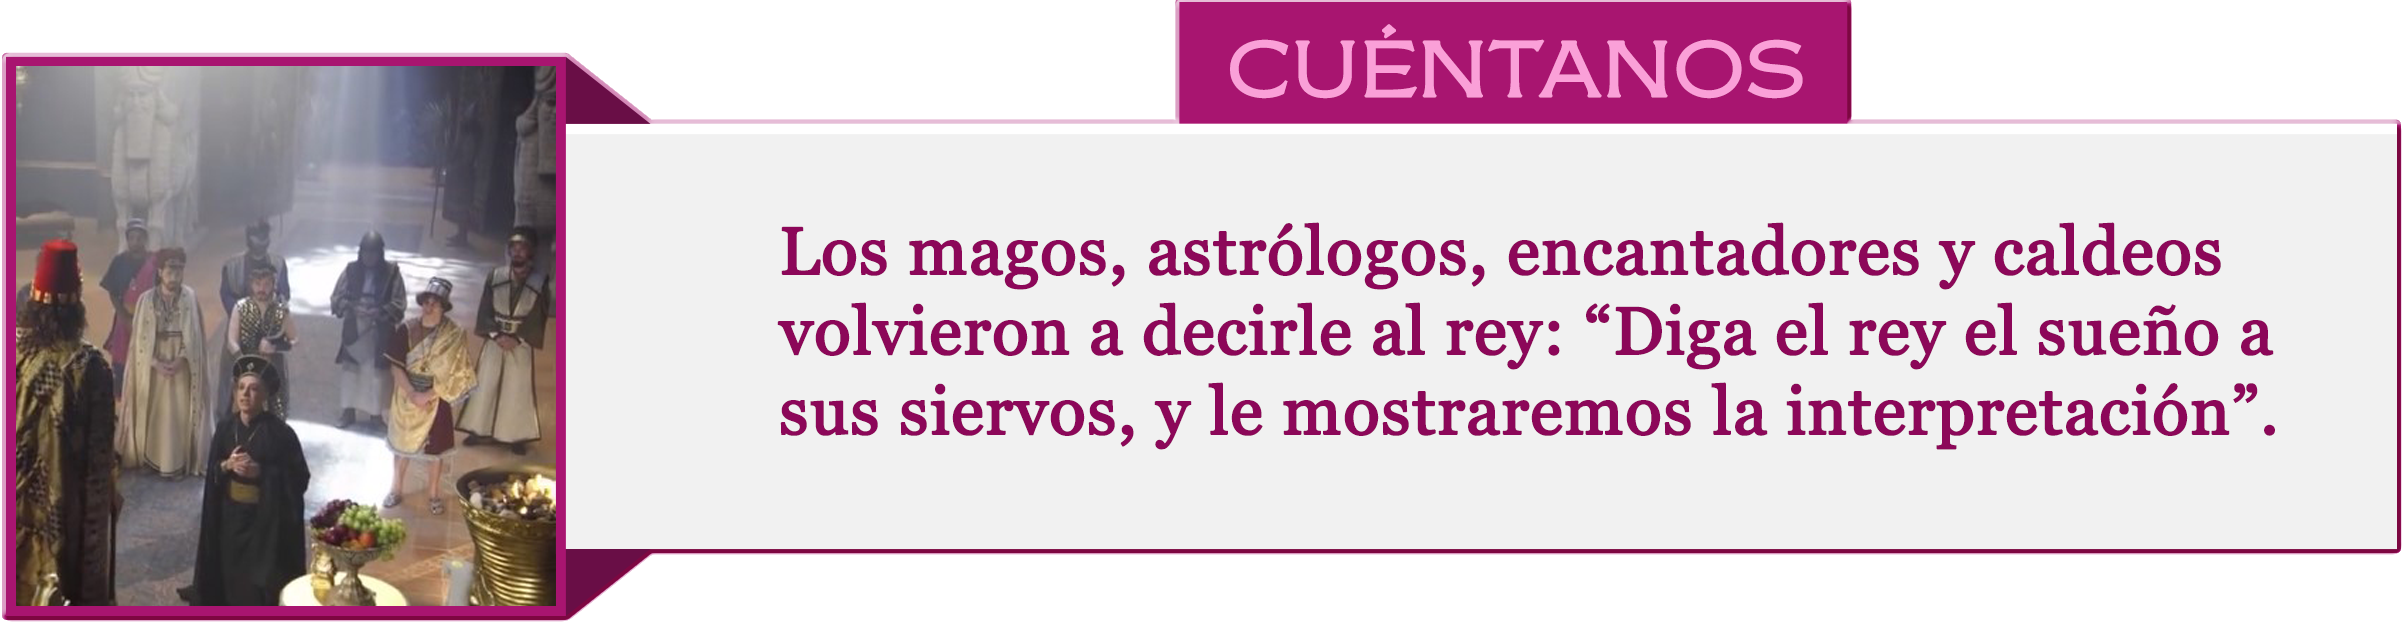 CUÉNTANOS
Los magos, astrólogos, encantadores y caldeos
volvieron a decirle al rey: “Diga el rey el sueño a
sus siervos, y le mostraremos la interpretación”.